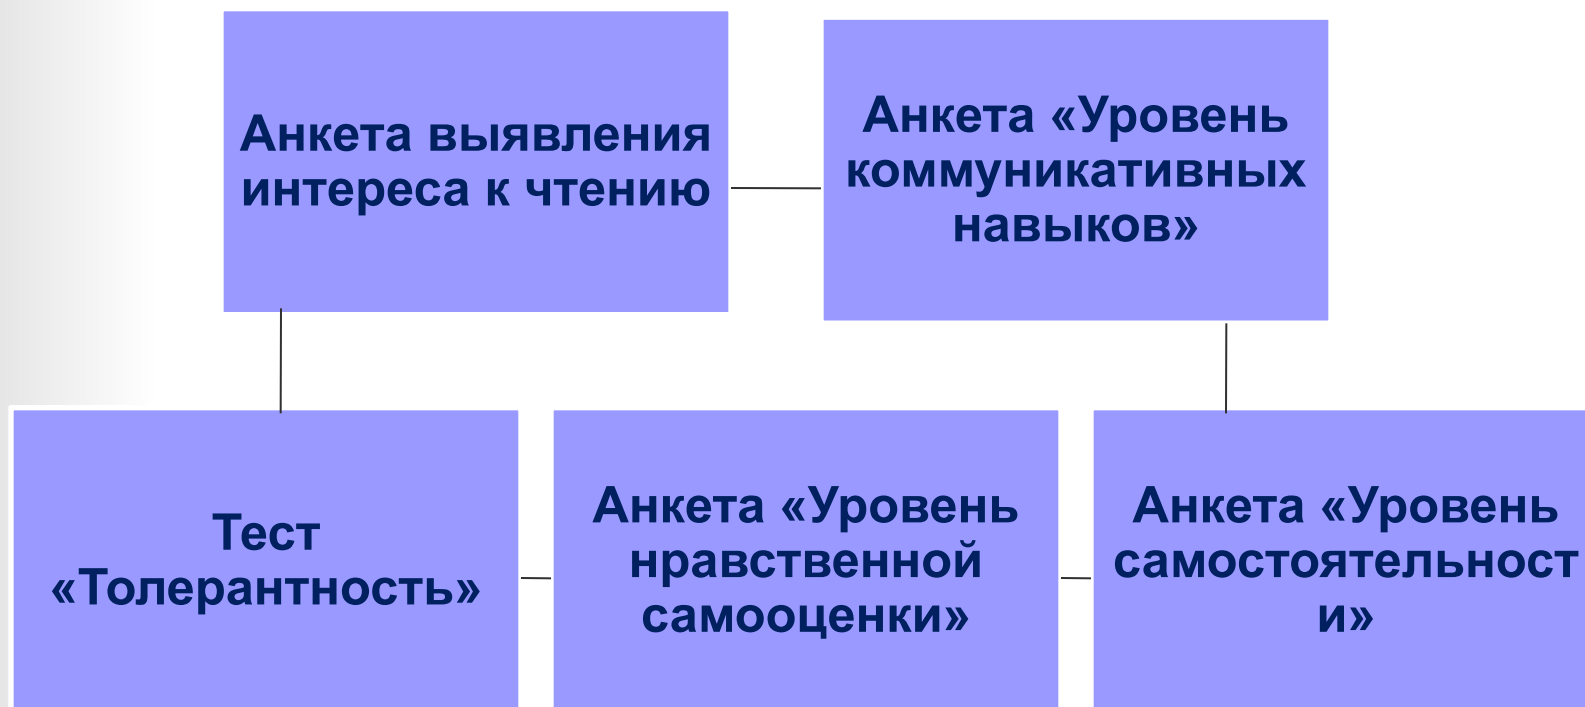 Анкета выявления
интереса к чтению
Анкета «Уровень
коммуникативных
навыков»
Тест
«Толерантность»
Анкета «Уровень
нравственной
самооценки»
Анкета «Уровень
самостоятельност
и»